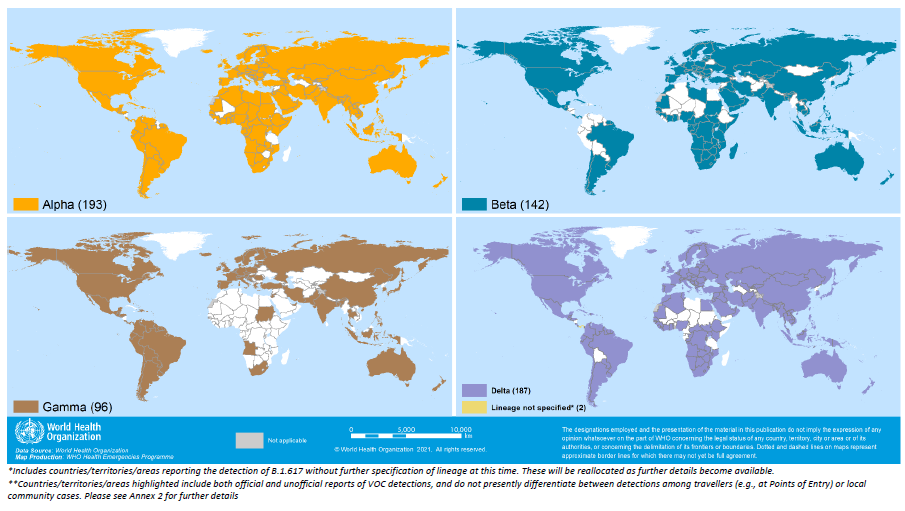 Alpha (193)
Beta (142)
Gamma (96)
Delta (187)
Lineage not specified* (2)
World Health
Organization
Data Source: World Health Organization
Map Production: WHO Health Emergencies Programme
Not applicable
0 5,000 10,000
km
© World Health Organization 2021, All rights reserved.
The designations employed and the presentation of the material in this publication do not imply the expression of any
opinion whatsoever on the part of WHO concerning the legal status of any country, territory, city or area or of its
authorities, or concerning the delimitation of its frontiers or boundaries. Dotted and dashed lines on maps represent
approximate border lines for which there may not yet be full agreement.
*Includes countries/territories/areas reporting the detection of B.1.617 without further specification of lineage at this time. These will be reallocated as further details become available.
**Countries/territories/areas highlighted include both official and unofficial reports of VOC detections, and do not presently differentiate between detections among travellers (e.g., at Points of Entry) or local
community cases. Please see Annex 2 for further details